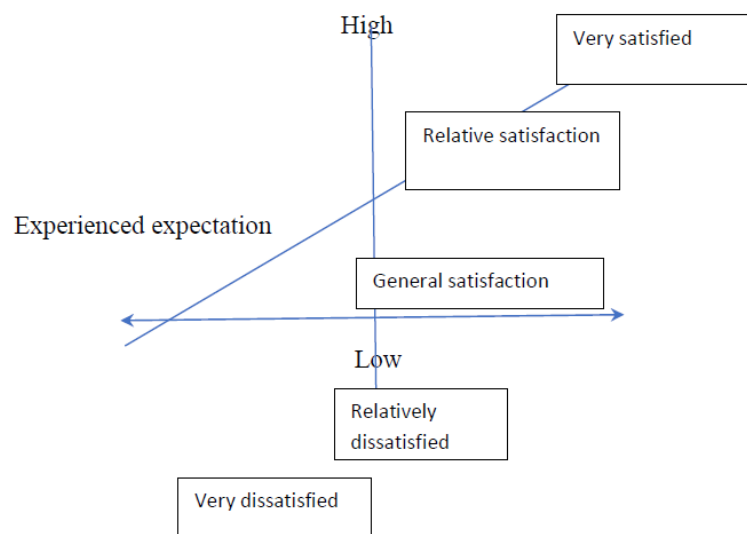 High
Very satisfied
Relative satisfaction
Experienced expectation
General satisfaction
Low
Relatively
dissatisfied
Very dissatisfied